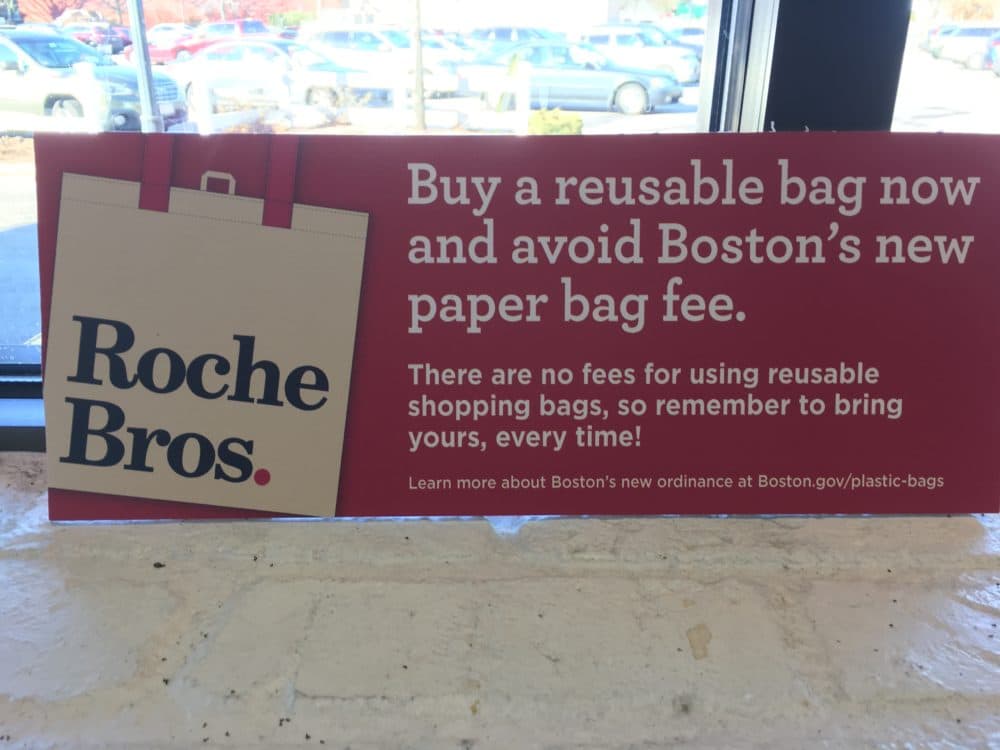 Roche
Bros.
Buy a reusable bag now
and avoid Boston's new
paper bag fee.
There are no fees for using reusable
shopping bags, so remember to bring
yours, every time!
Learn more about Boston's new ordinance at Boston.gov/plastic-bags